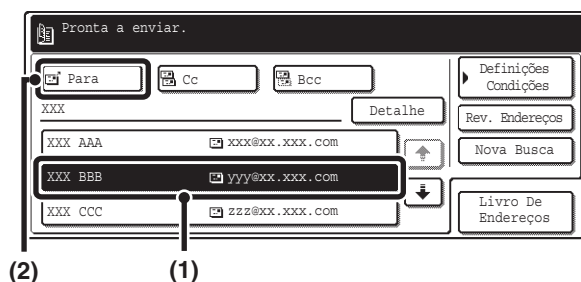 Pronta a enviar.
Para
Cc
Bcc
Definições
Condições
XXX
Detalhe
Rev. Endereços
XXX AAA xxx@xx.xxx.com
Nova Busca
XXX BBB yyy@xx.xxx.com
XXX CCC zzz@xx.xxx.com
Livro De
Endereços
(2)
(1)